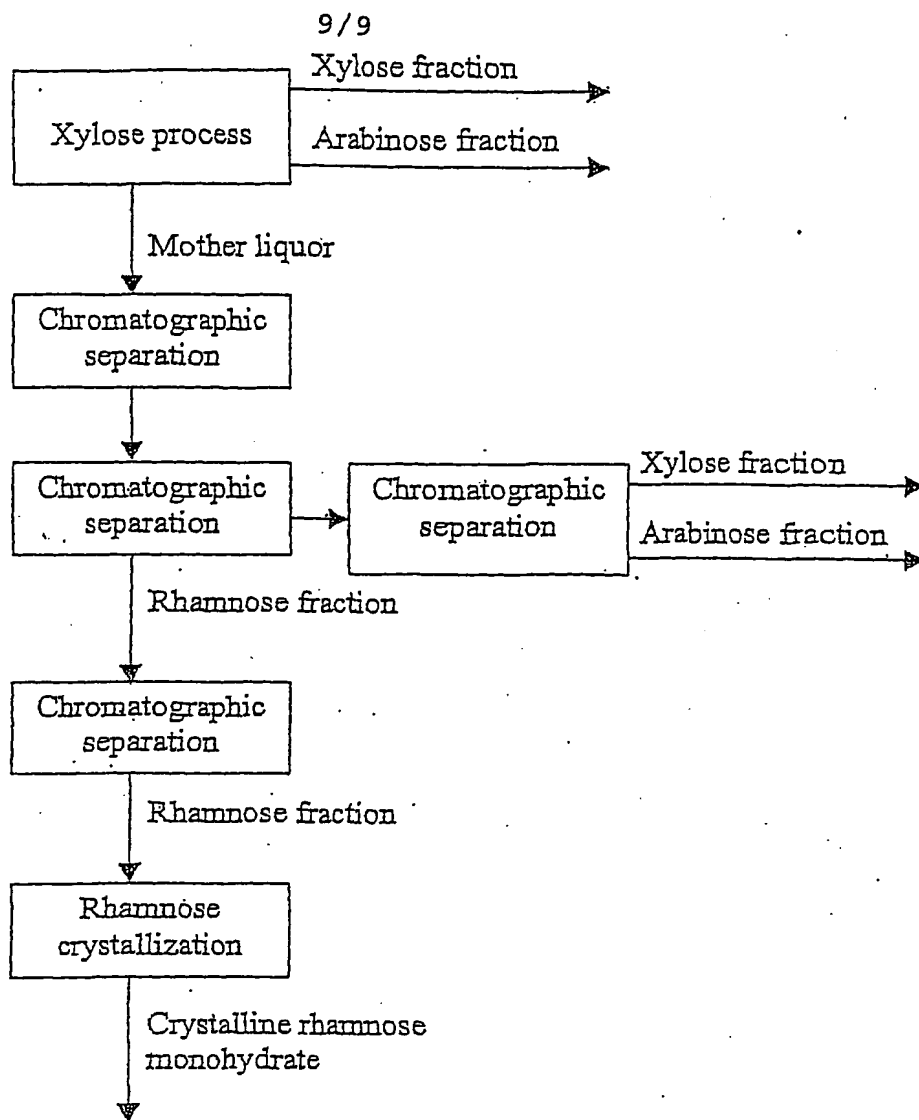 9/9
Xylose fraction
Xylose process
Arabinose fraction
Mother liquor
Chromatographic
separation
Chromatographic
separation
Chromatographic
separation
Xylose fraction
Arabinose fraction
Rhamnose fraction
Chromatographic
separation
Rhamnose fraction
Rhamnose
crystallization
Crystalline rhamnose
monohydrate